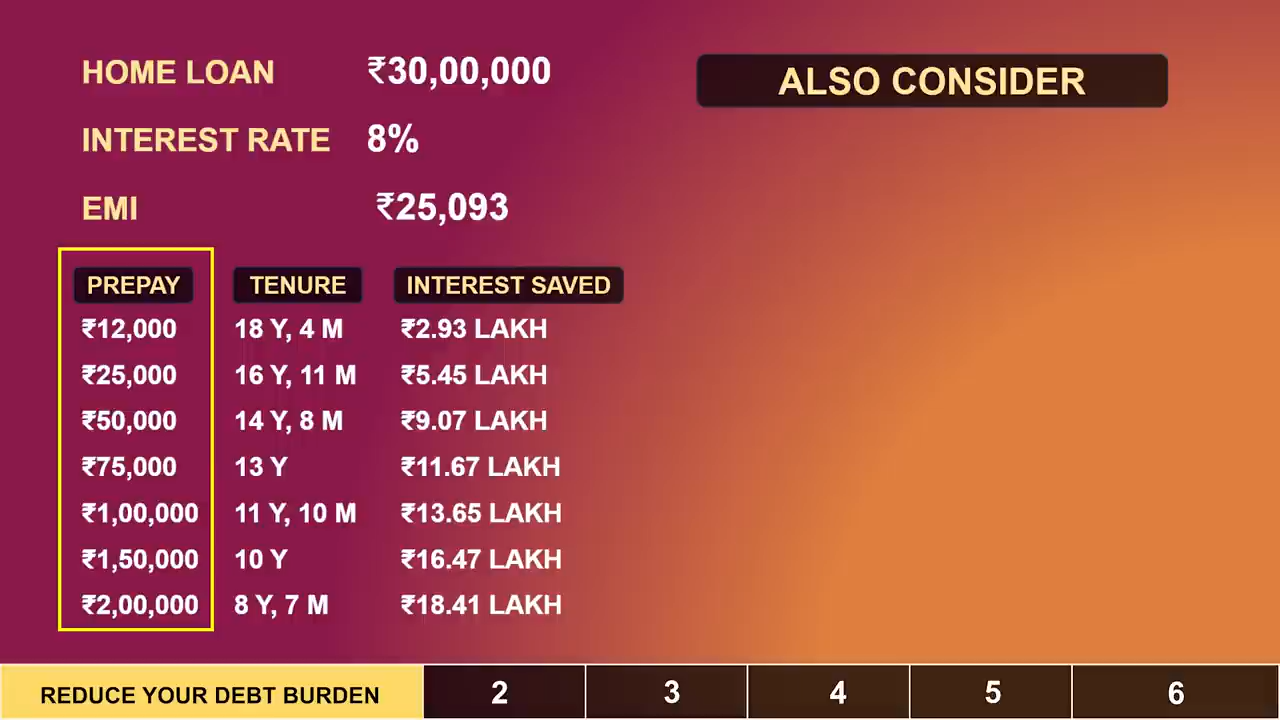 HOME LOAN ₹30,00,000
ALSO CONSIDER
INTEREST RATE 8%
EMI ₹25,093
PREPAY TENURE INTEREST SAVED
₹12,000 18 Y, 4 M ₹2.93 LAKH
₹25,000 16 Y, 11 M ₹5.45 LAKH
₹50,000 14 Y, 8 M ₹9.07 LAKH
₹75,000 13 Y ₹11.67 LAKH
₹1,00,000 11 Y, 10 M ₹13.65 LAKH
₹1,50,000 10 Y ₹16.47 LAKH
₹2,00,000 8 Y, 7 M ₹18.41 LAKH
REDUCE YOUR DEBT BURDEN 2 3 4 5 6